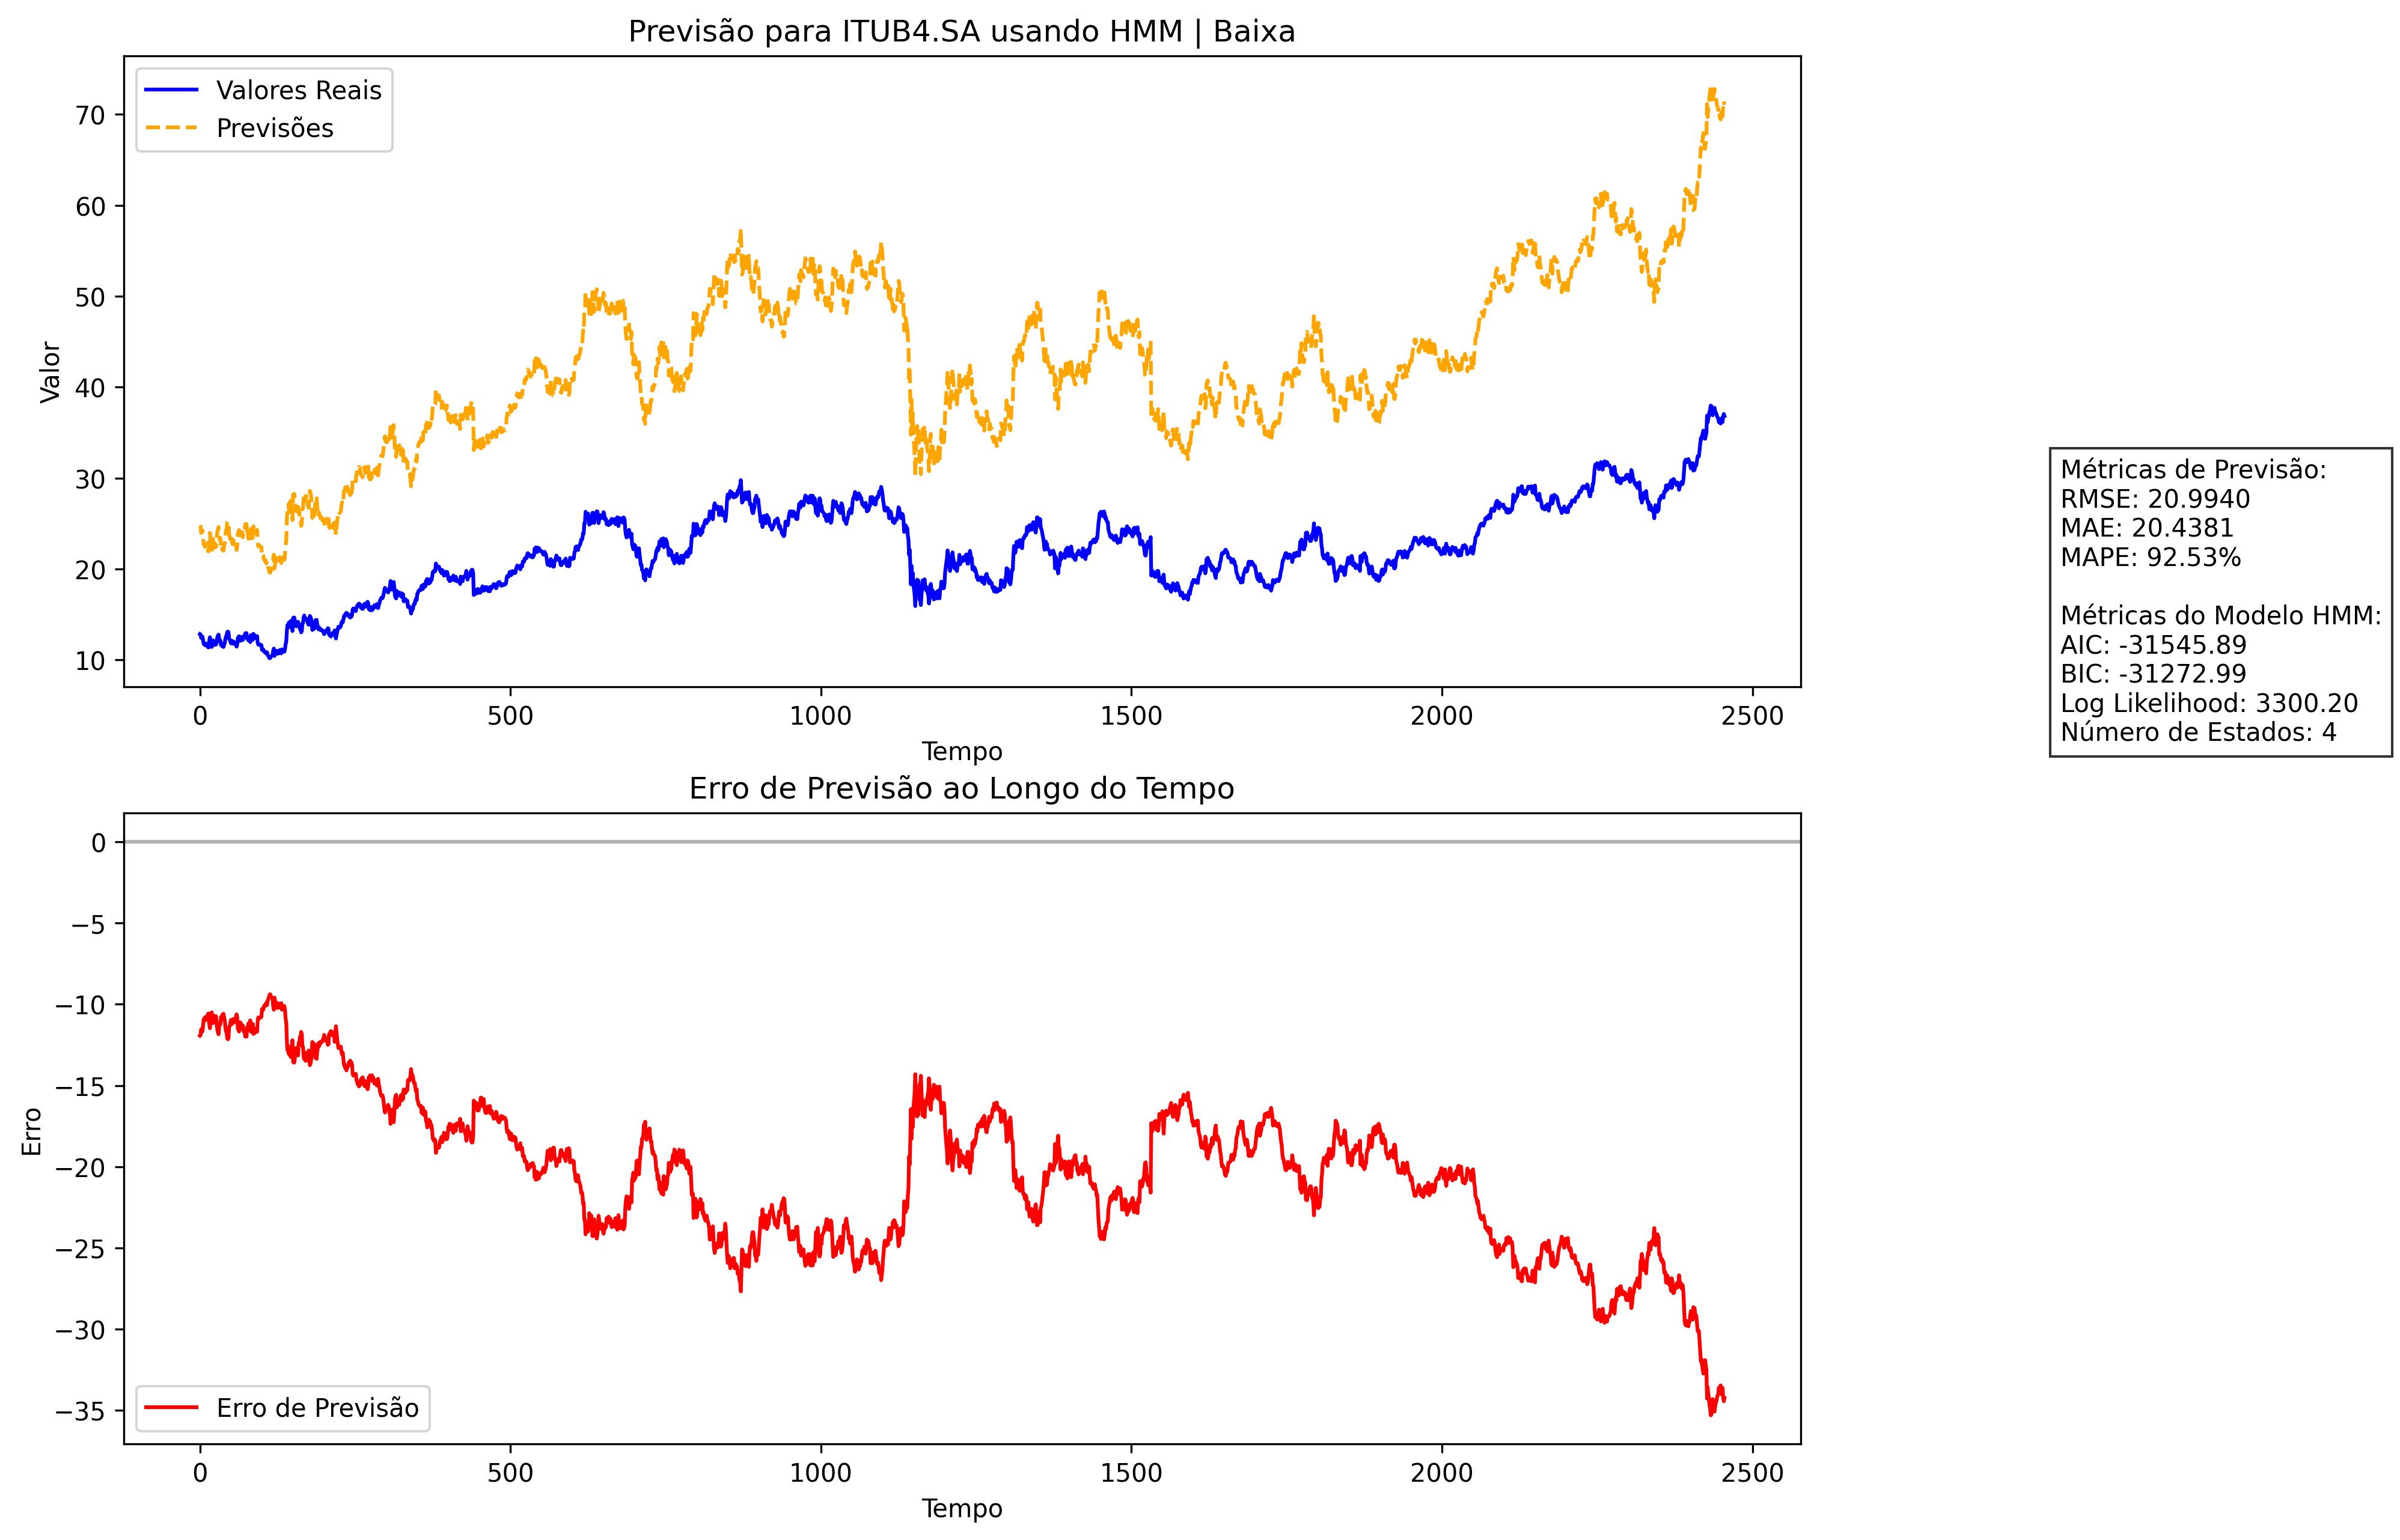 Previsão para ITUB4.SA usando HMM | Baixa
Valores Reais
Previsões
Valor
70
60
50
40
30
20
10
0 500 1000 1500 2000 2500
Tempo
Métricas de Previsão:
RMSE: 20.9940
MAE: 20.4381
MAPE: 92.53%
Métricas do Modelo HMM:
AIC: -31545.89
BIC: -31272.99
Log Likelihood: 3300.20
Número de Estados: 4
Erro de Previsão ao Longo do Tempo
Erro
0
−5
−10
−15
−20
−25
−30
−35
Erro de Previsão
0 500 1000 1500 2000 2500
Tempo